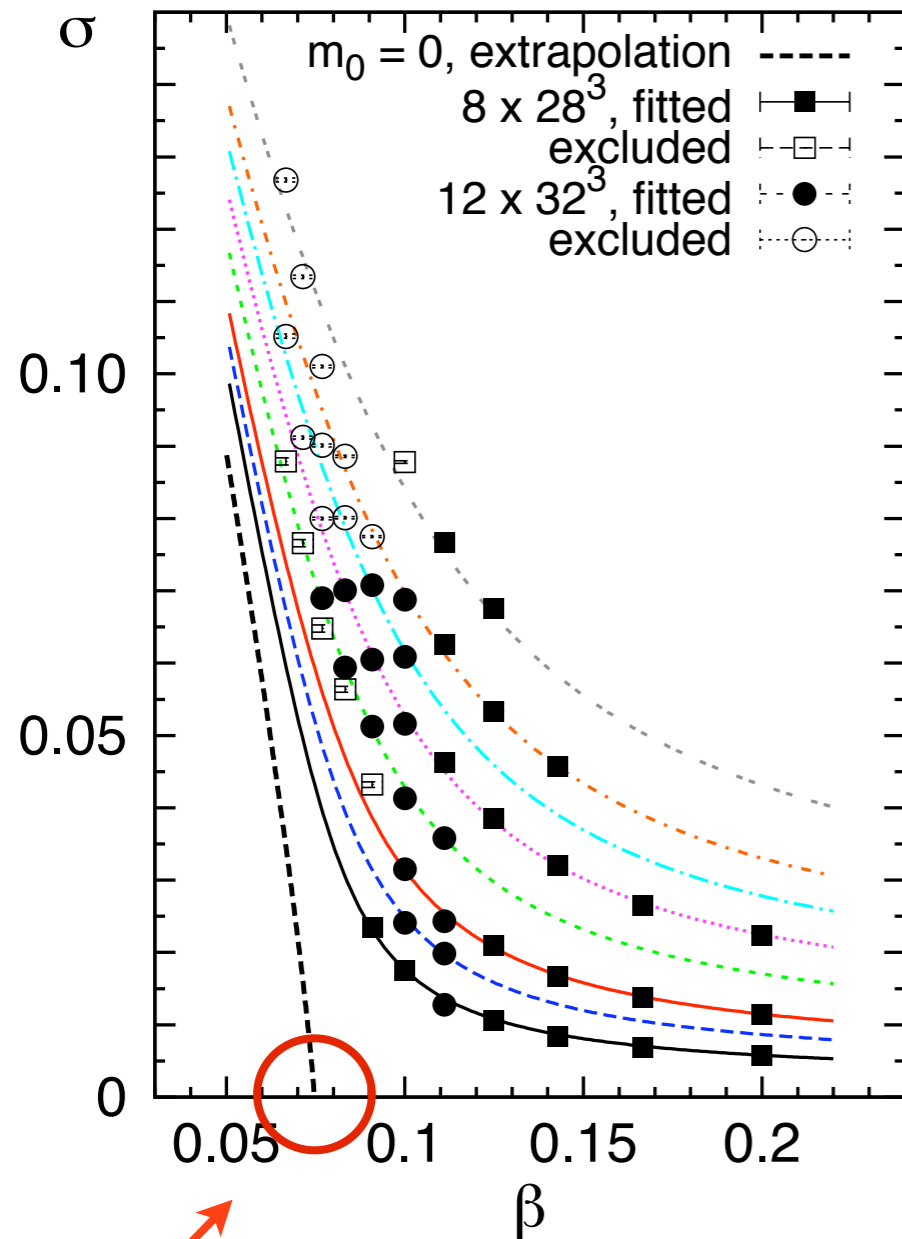 σ
m₀ = 0, extrapolation
8 x 28³, fitted
excluded
12 x 32³, fitted
excluded
0.10
0.05
0
0.05 0.1 0.15 0.2
β